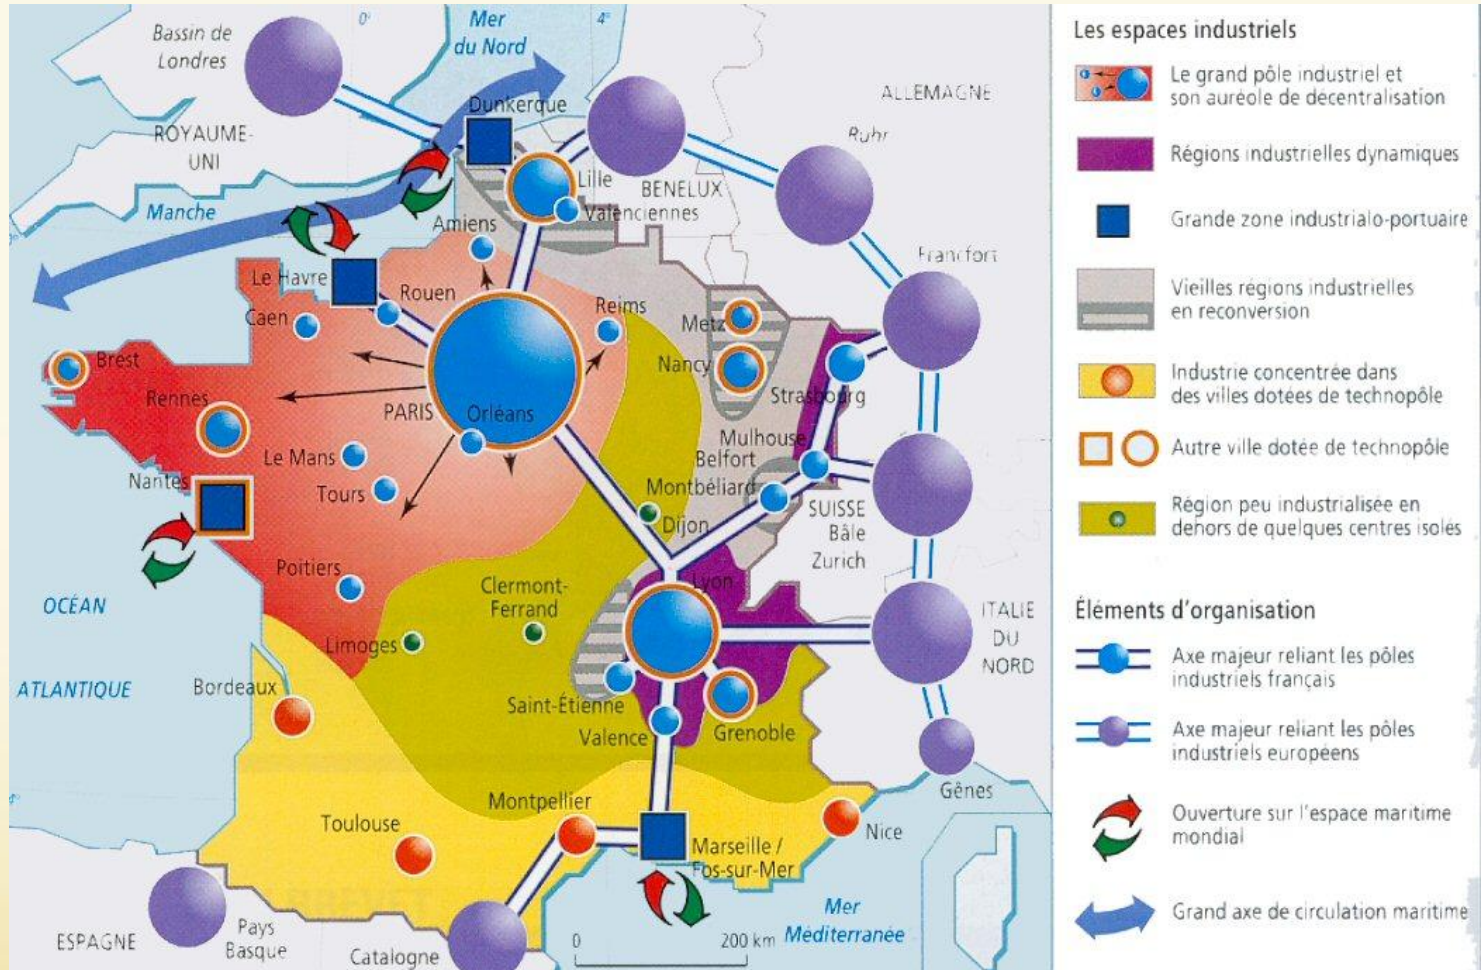 Bassin de
Londres
0°
Mer
du Nord
4°
ROYAUME-
UNI
Dunkerque
ALLEMAGNE
Ruhr
Manche
Lille
BENELUX
Valenciennes
Amiens
Francfort
Le Havre
Rouen
Reims
Caen
Metz
Brest
Nancy
Rennes
Strasbourg
PARIS
Orléans
Le Mans
Mulhouse
Belfort
Nantes
Tours
Montbéliard
Dijon
SUISSE
Bâle
Zurich
Poitiers
Clermont-
Ferrand
Lyon
OCÉAN
ATLANTIQUE
Limoges
ITALIE
DU
NORD
Bordeaux
Saint-Étienne
Valence
Grenoble
Gênes
Montpellier
Toulouse
Nice
Marseille /
Fos-sur-Mer
BREVET
Mer
Méditerranée
ESPAGNE
Pays
Basque
Catalogne
0
200 km
Les espaces industriels
Le grand pôle industriel et
son auréole de décentralisation
Régions industrielles dynamiques
Grande zone industrialo-portuaire
Vieilles régions industrielles
en reconversion
Industrie concentrée dans
des villes dotées de technopôle
Autre ville dotée de technopôle
Région peu industrialisée en
dehors de quelques centres isolés
Éléments d'organisation
Axe majeur reliant les pôles
industriels français
Axe majeur reliant les pôles
industriels européens
Ouverture sur l'espace maritime
mondial
Grand axe de circulation maritime